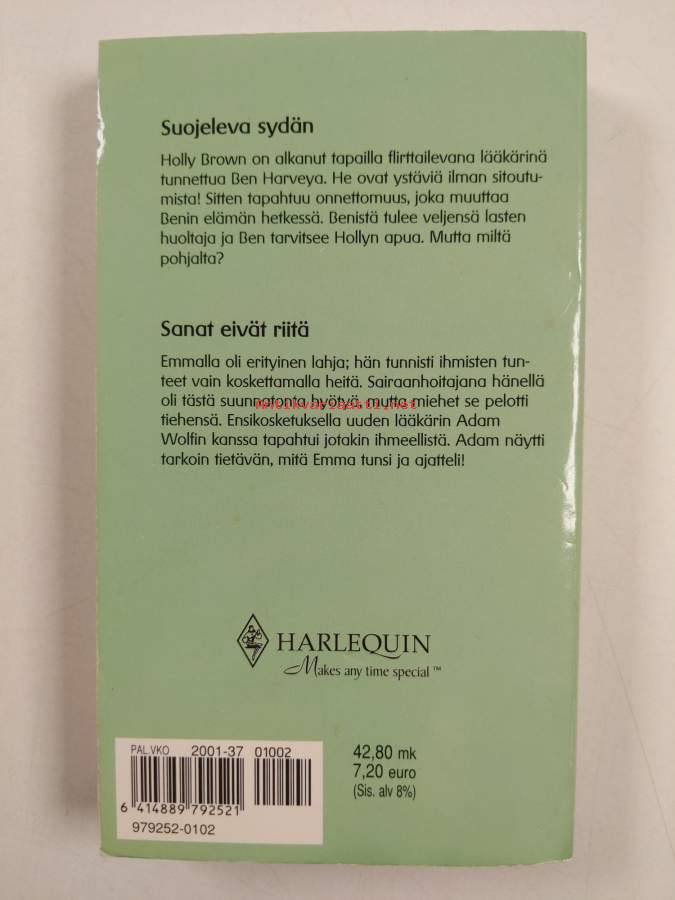 Suojeleva sydän
Holly Brown on alkanut tapailla flirttailevana lääkärinä
tunnettua Ben Harveya. He ovat ystäviä ilman sitoutu-
mista! Sitten tapahtuu onnettomuus, joka muuttaa
Benin elämän hetkessä. Benistä tulee veljensä lasten
huoltaja ja Ben tarvitsee Hollyn apua. Mutta miltä
pohjalta?
Sanat eivät riitä
Emmalla oli erityinen lahja; hän tunnisti ihmisten tun-
teet vain koskettamalla heitä. Sairaanhoitajana hänellä
oli tästä suunnatonta hyötyä, mutta miehet se pelotti
Antikvariaatti.net
tiehensä. Ensikosketuksella uuden lääkärin Adam
Wolfin kanssa tapahtui jotakin ihmeellistä. Adam näytti
tarkoin tietävän, mitä Emma tunsi ja ajatteli!
HARLEQUIN
Makes any time special™
PAL.VKO 2001-37 01002
6 414889 792521
979252-0102
42,80 mk
7,20 euro
(Sis. alv 8%)